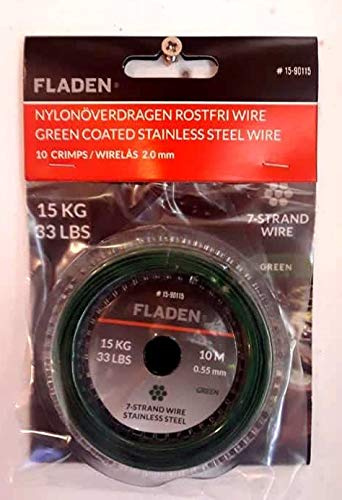 # 15-90115
FLADEN®
NYLONÖVERDRAGEN ROSTFRI WIRE
GREEN COATED STAINLESS STEEL WIRE
10 CRIMPS / WIRELÅS 2.0 mm
15 KG
33 LBS
7-STRAND
WIRE
GREEN
# 15-90115
FLADEN
15 KG
33 LBS
10 M
0.55 mm
GREEN
7-STRAND WIRE
STAINLESS STEEL